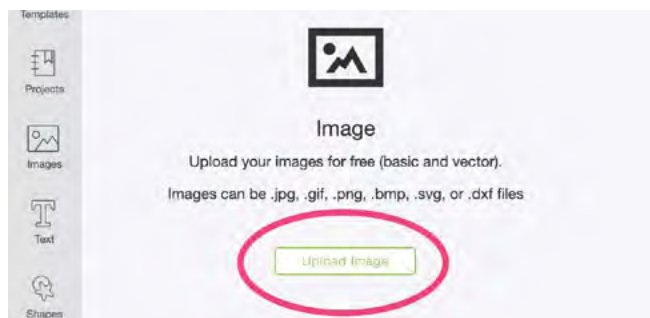 Templates
Projects
Images
Text
Shapes
Image
Upload your images for free (basic and vector).
Images can be .jpg, .gif, .png, .bmp, .svg, or .dxf files
Upload Image